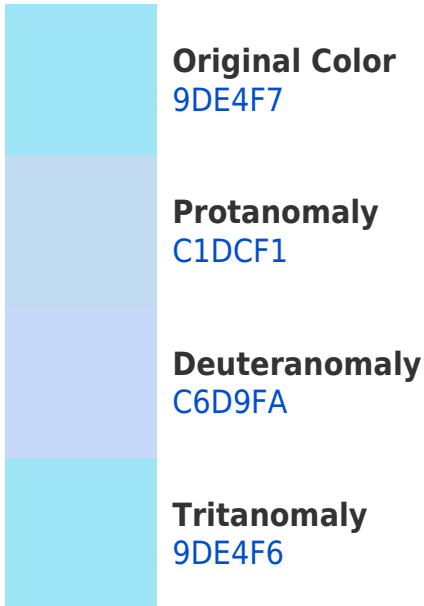 Original Color
9DE4F7
Protanomaly
C1DCF1
Deuteranomaly
C6D9FA
Tritanomaly
9DE4F6